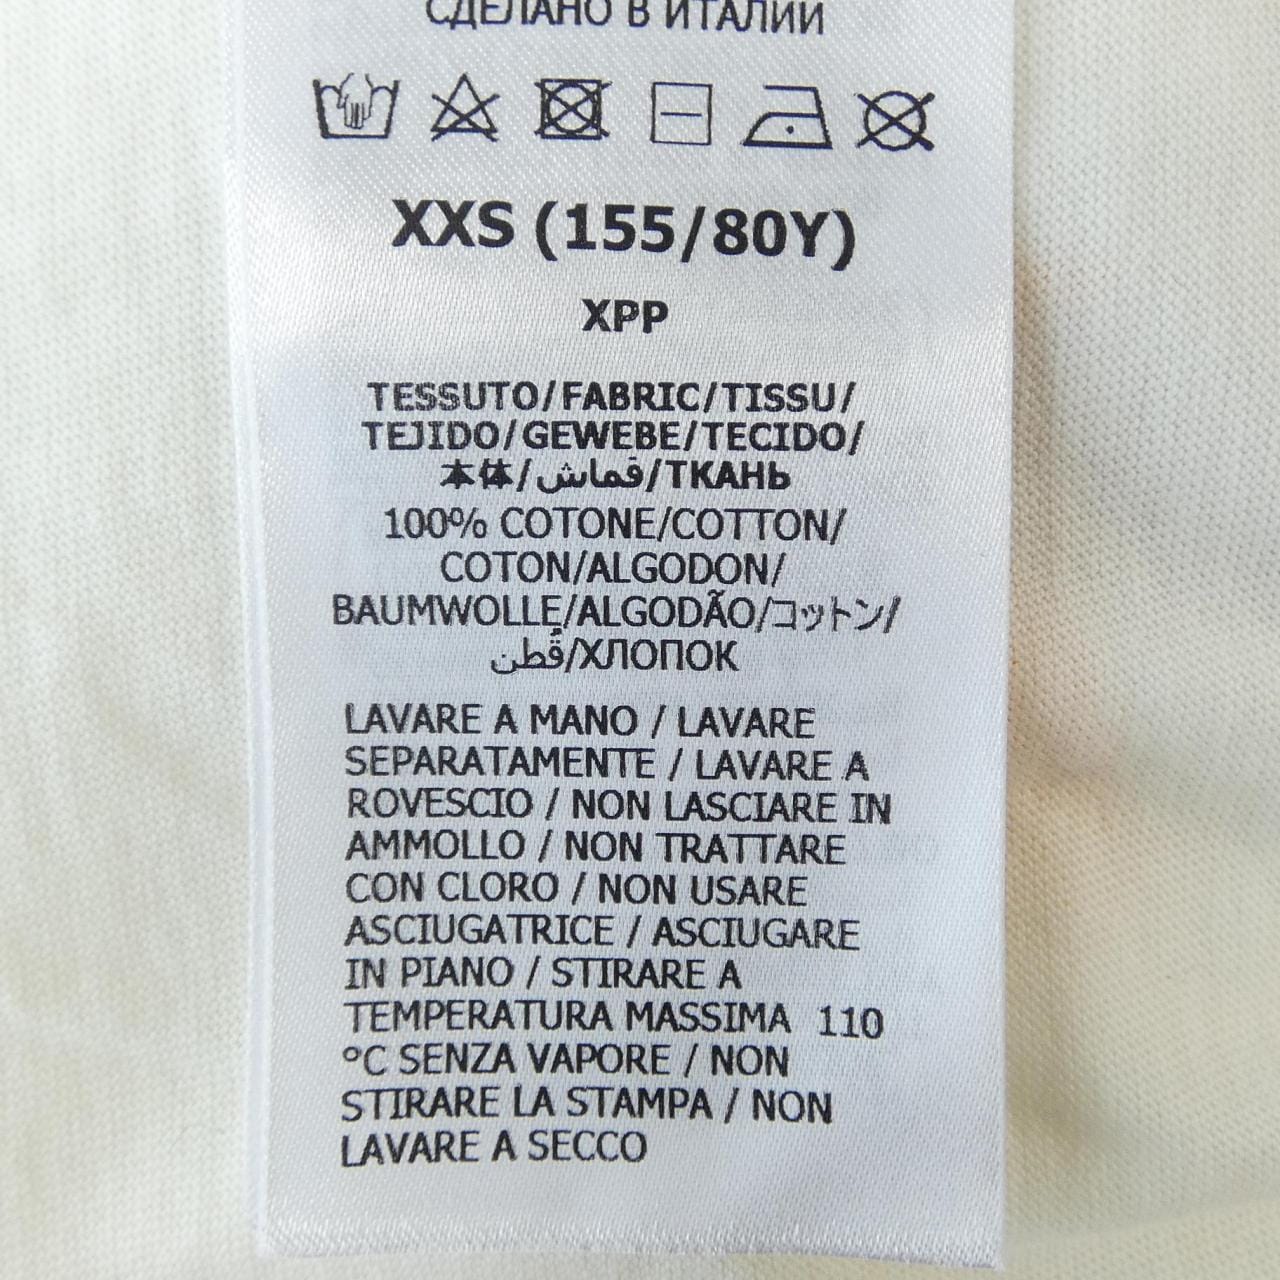 СДЕЛАНО В ИТАЛИИ
XXS (155/80Y)
XPP
TESSUTO/FABRIC/TISSU/
TEJIDO/GEWEBE/TECIDO/
本体/قماش/ТКАНЬ
100% COTONE/COTTON/
COTON/ALGODON/
BAUMWOLLE/ALGODÃO/コットン/
قُطن/ХЛОПОК
LAVARE A MANO / LAVARE
SEPARATAMENTE / LAVARE A
ROVESCIO / NON LASCIARE IN
AMMOLLO / NON TRATTARE
CON CLORO / NON USARE
ASCIUGATRICE / ASCIUGARE
IN PIANO / STIRARE A
TEMPERATURA MASSIMA 110
°C SENZA VAPORE / NON
STIRARE LA STAMPA / NON
LAVARE A SECCO